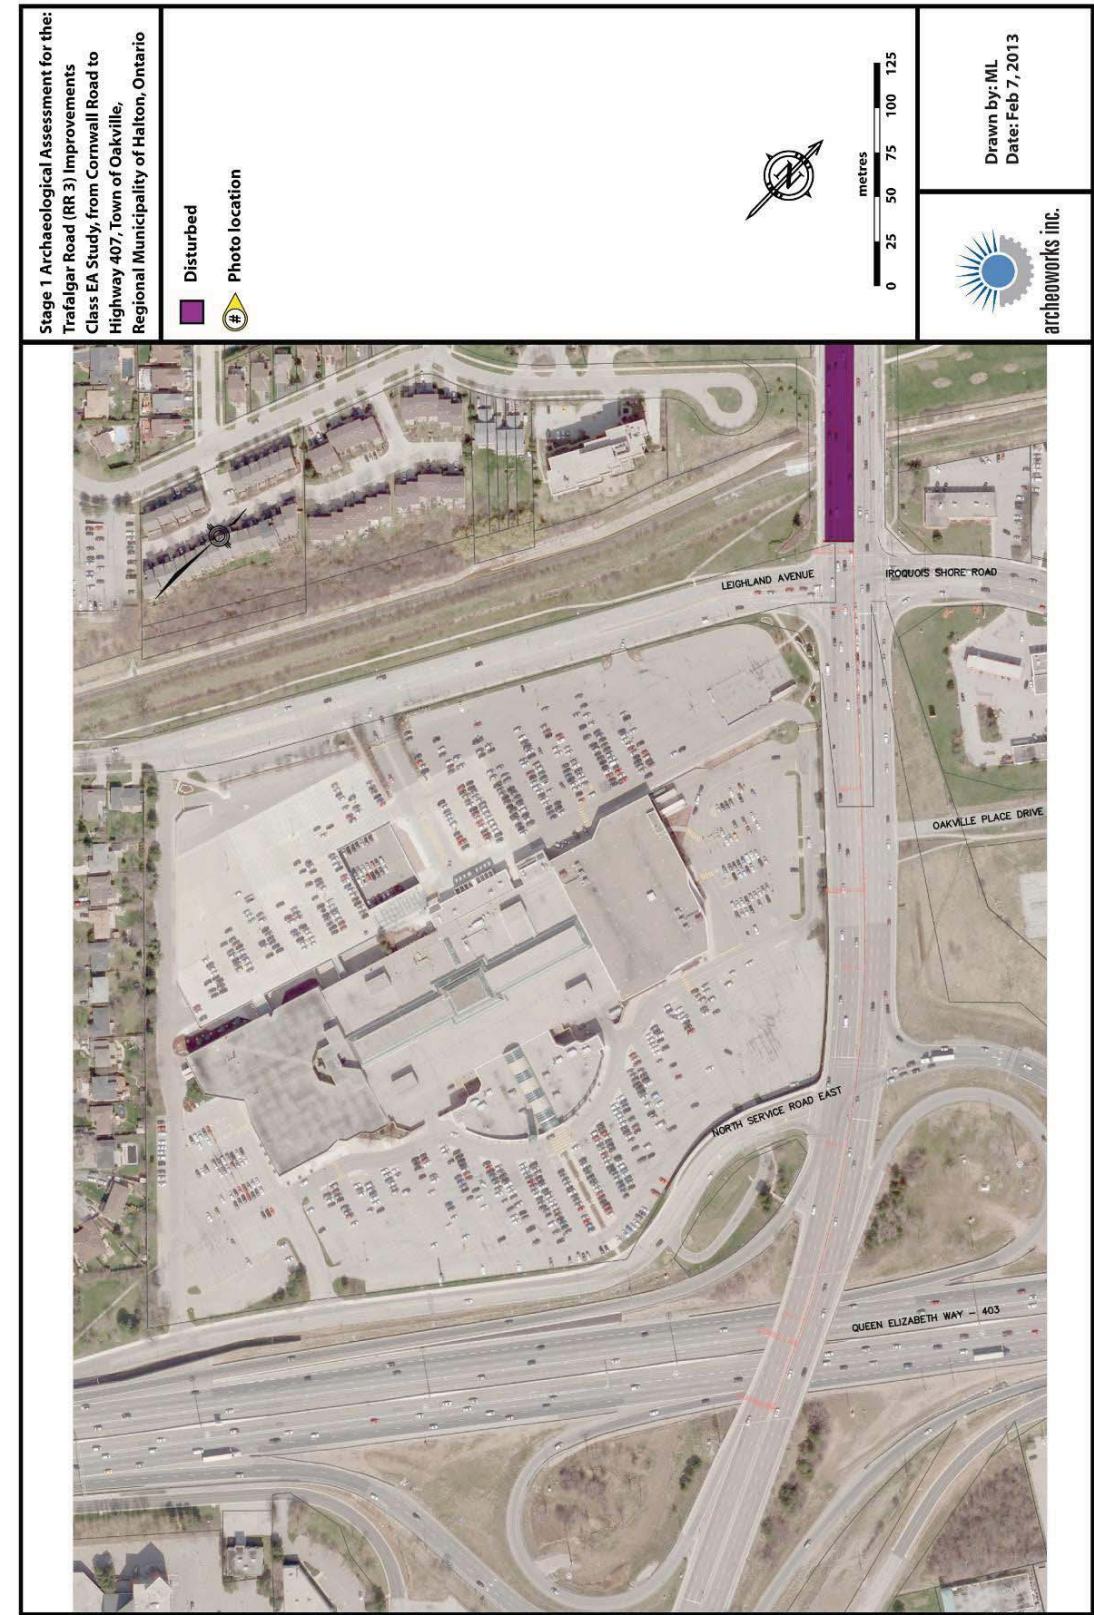 Stage 1 Archaeological Assessment for the:
Trafalgar Road (RR 3) Improvements
Class EA Study, from Cornwall Road to
Highway 407, Town of Oakville,
Regional Municipality of Halton, Ontario
Disturbed
#
Photo location
N
metres
0 25 50 75 100 125
archeoworks inc.
Drawn by: ML
Date: Feb 7, 2013
LEIGHLAND AVENUE
IROQUOIS SHORE ROAD
OAKVILLE PLACE DRIVE
NORTH SERVICE ROAD EAST
QUEEN ELIZABETH WAY - 403